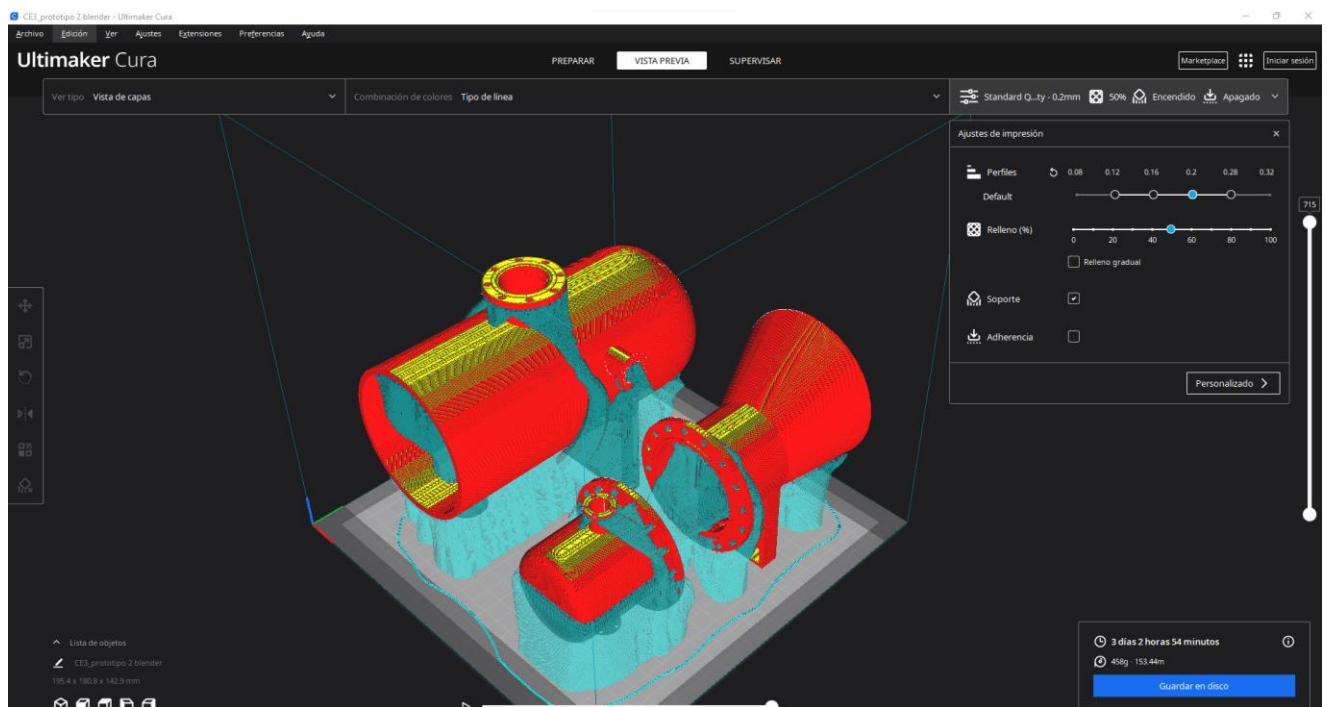 CE3_prototipo 2 blender - Ultimaker Cura
Archivo Edición Ver Ajustes Extensiones Preferencias Ayuda
Ultimaker Cura
PREPARAR VISTA PREVIA SUPERVISAR
Marketplace Iniciar sesión
Ver tipo Vista de capas
Combinación de colores Tipo de línea
Standard Q...ty - 0.2mm 50% Encendido Apagado
Ajustes de impresión
Perfiles 0.08 0.12 0.16 0.2 0.28 0.32
Default
715
Relleno (%)
0 20 40 60 80 100
Relleno gradual
Soporte
Adherencia
Personalizado
Lista de objetos
CE3_prototipo 2 blender
195.4 x 180.8 x 142.9 mm
3 días 2 horas 54 minutos
458g · 153.44m
Guardar en disco